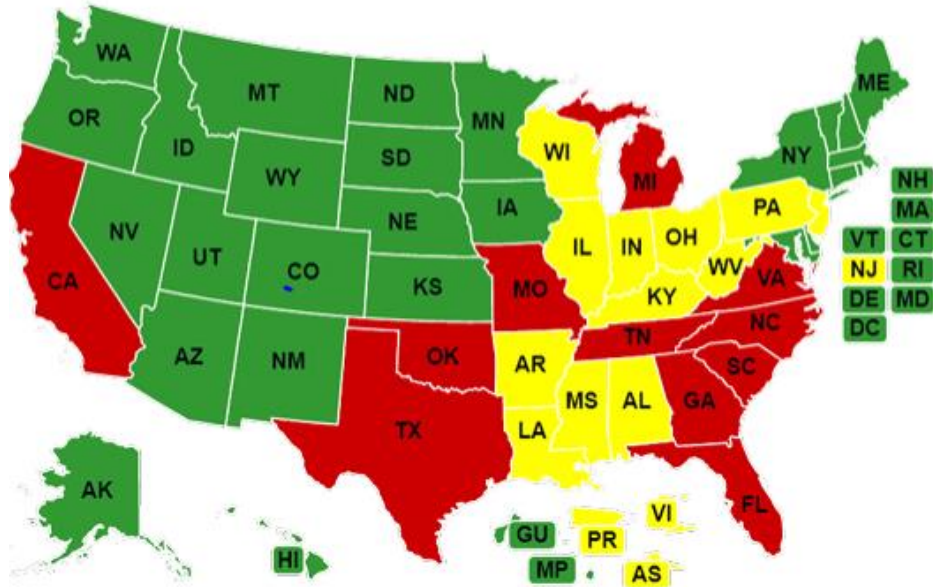 WA
MT
ND
MN
ME
OR
ID
SD
WI
NY
WY
MI
IA
PA
NE
NV
UT
CO
IL
IN
OH
WV
VA
CA
KS
MO
KY
NC
TN
AZ
NM
OK
AR
SC
MS
AL
GA
TX
LA
FL
NH
MA
VT CT
NJ RI
DE MD
DC
AK
HI
GU
MP
PR
VI
AS